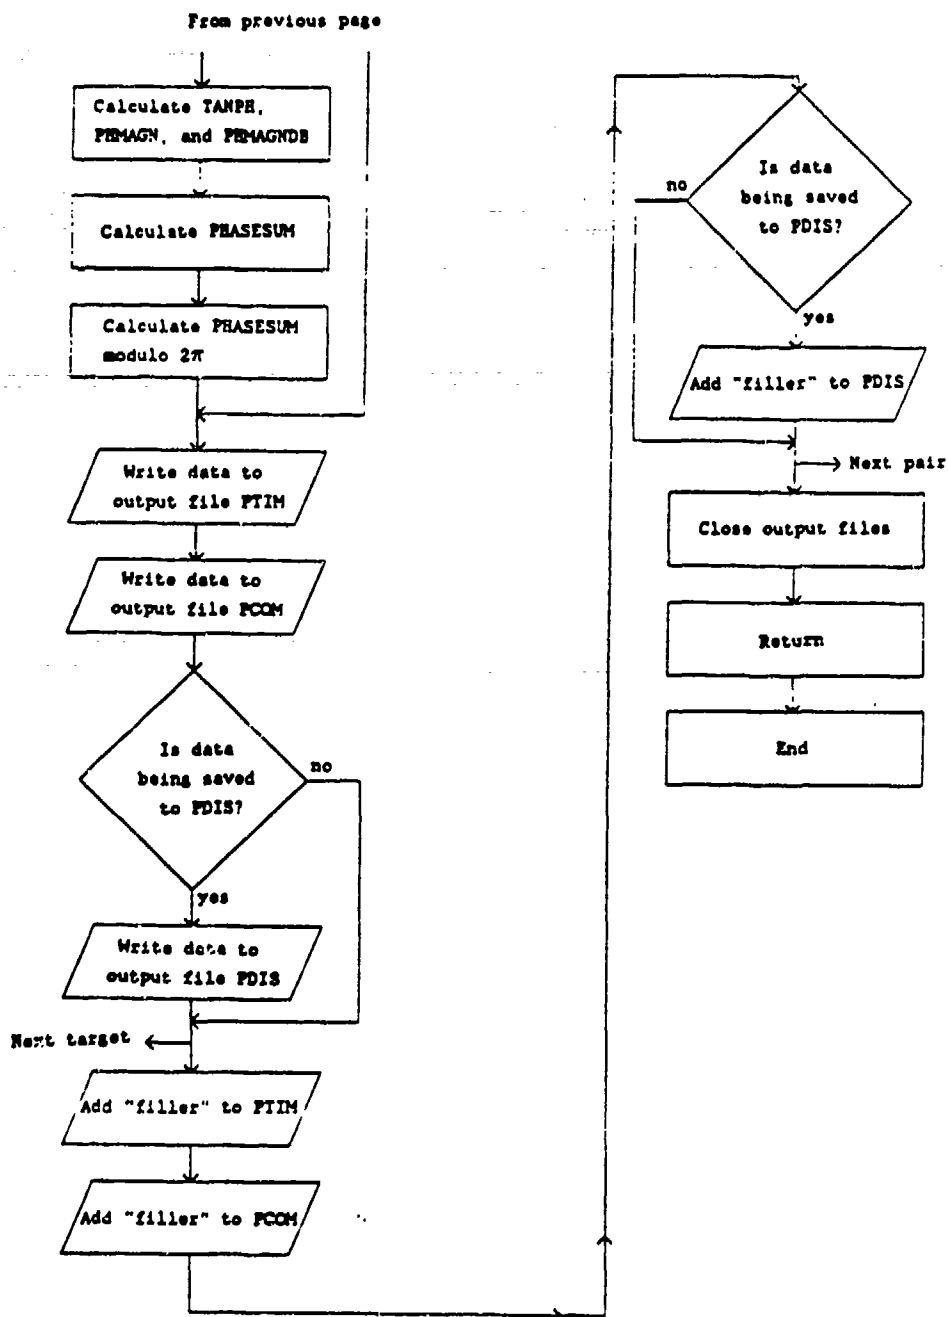 From previous page
Calculate TANPH,
PHMAGN, and PHMAGNDB
Calculate PHASESUM
Calculate PHASESUM
modulo 2π
Write data to
output file PTIM
Write data to
output file PCOM
Is data
being saved
to PDIS?
no
yes
Write data to
output file PDIS
Next target
Add "filler" to PTIM
Add "filler" to PCOM
Is data
being saved
to PDIS?
no
yes
Add "filler" to PDIS
Next pair
Close output files
Return
End